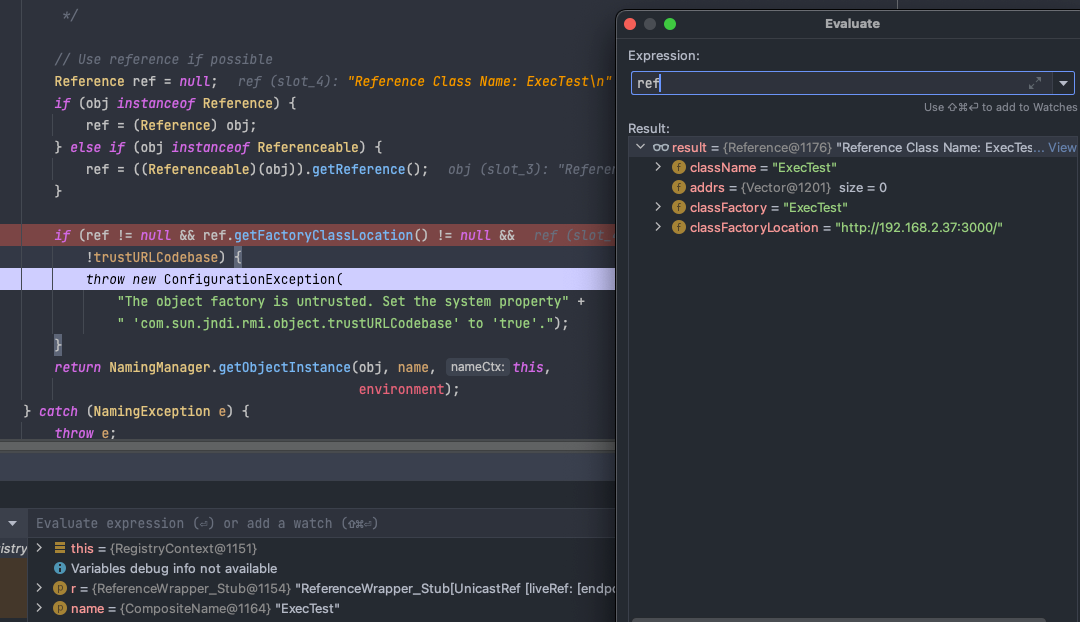 */
// Use reference if possible
Reference ref = null;   ref (slot_4): "Reference Class Name: ExecTest\n"
if (obj instanceof Reference) {
ref = (Reference) obj;
} else if (obj instanceof Referenceable) {
ref = ((Referenceable)(obj)).getReference();   obj (slot_3): "Refere
}
if (ref != null && ref.getFactoryClassLocation() != null &&   ref (slot_
!trustURLCodebase) {
throw new ConfigurationException(
"The object factory is untrusted. Set the system property" +
" 'com.sun.jndi.rmi.object.trustURLCodebase' to 'true'.");
}
return NamingManager.getObjectInstance(obj, name, nameCtx: this,
environment);
} catch (NamingException e) {
throw e;
Evaluate expression (⏎) or add a watch (⇧⌘⏎)
istry
this = {RegistryContext@1151}
Variables debug info not available
r = {ReferenceWrapper_Stub@1154} "ReferenceWrapper_Stub[UnicastRef [liveRef: [endpo
name = {CompositeName@1164} "ExecTest"
Evaluate
Expression:
ref
Use ⇧⌘⏎ to add to Watches
Result:
result = {Reference@1176} "Reference Class Name: ExecTes... View
className = "ExecTest"
addrs = {Vector@1201}  size = 0
classFactory = "ExecTest"
classFactoryLocation = "http://192.168.2.37:3000/"